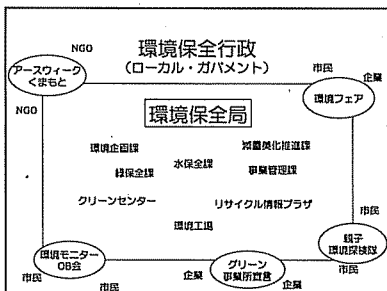 NGO
環境保全行政
(ローカル・ガバメント)
アースウィーク
くまもと
市民
企業
環境フェア
NGO
環境保全局
環境企画課
減量美化推進課
水保全課
緑保全課
事業管理課
クリーンセンター
リサイクル情報プラザ
市民
環境工場
親子
環境探検隊
環境モニター
OB会
グリーン
事業所宣言
市民
市民
企業
企業
市民